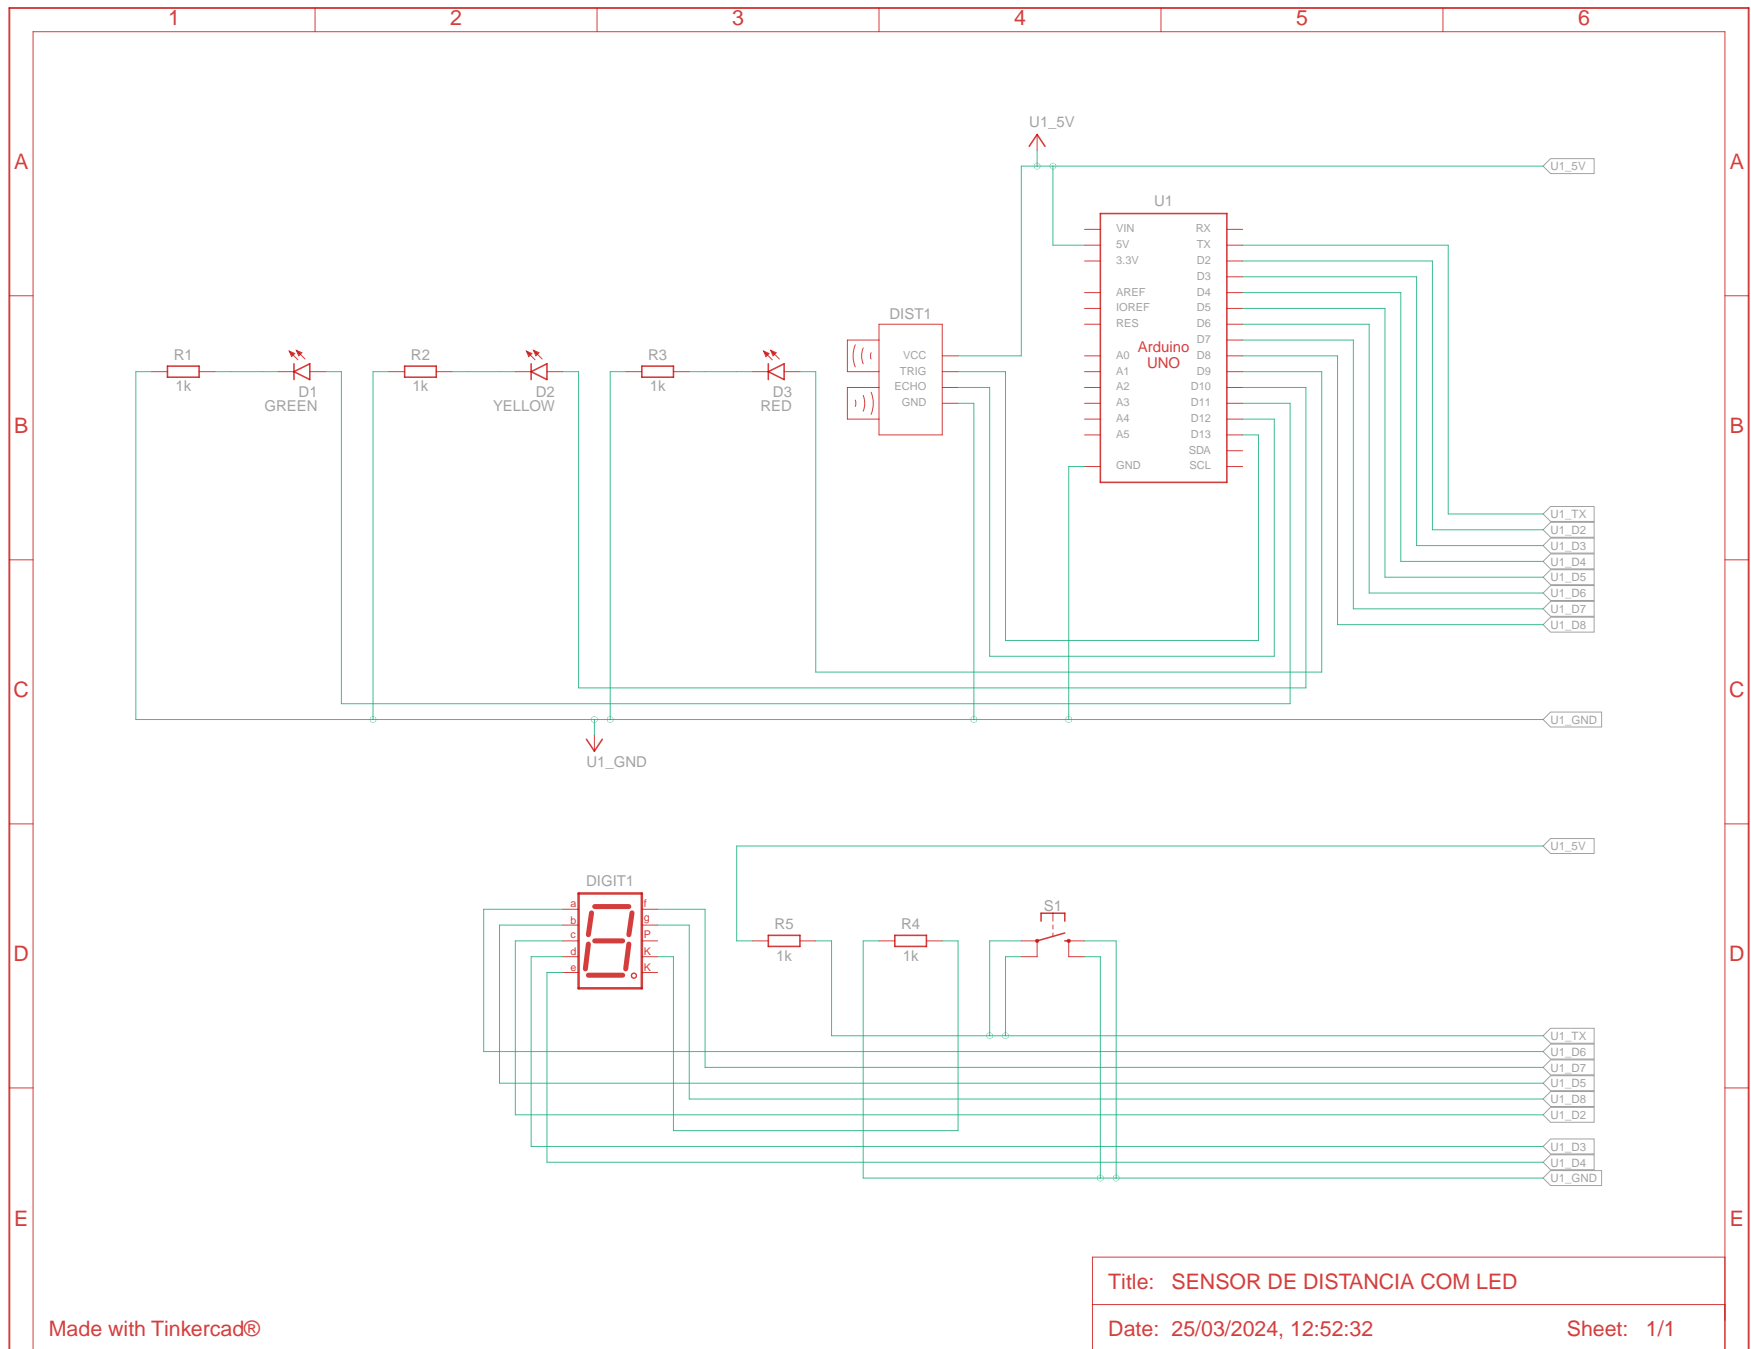 1 2 3 4 5 6
A A
B B
C C
D D
E E
U1_5V
U1_5V
U1
VIN RX
5V TX
3.3V D2
D3
AREF D4
IOREF D5
RES D6
D7
A0 D8
A1 D9
A2 D10
A3 D11
A4 D12
A5 D13
SDA
GND SCL
Arduino
UNO
DIST1
VCC
TRIG
ECHO
GND
R1
1k
D1
GREEN
R2
1k
D2
YELLOW
R3
1k
D3
RED
U1_TX
U1_D2
U1_D3
U1_D4
U1_D5
U1_D6
U1_D7
U1_D8
U1_GND
U1_GND
U1_5V
DIGIT1
a f
b g
c P
d K
e K
R5
1k
R4
1k
S1
U1_TX
U1_D6
U1_D7
U1_D5
U1_D8
U1_D2
U1_D3
U1_D4
U1_GND
Title: SENSOR DE DISTANCIA COM LED
Made with Tinkercad®
Date: 25/03/2024, 12:52:32 Sheet: 1/1